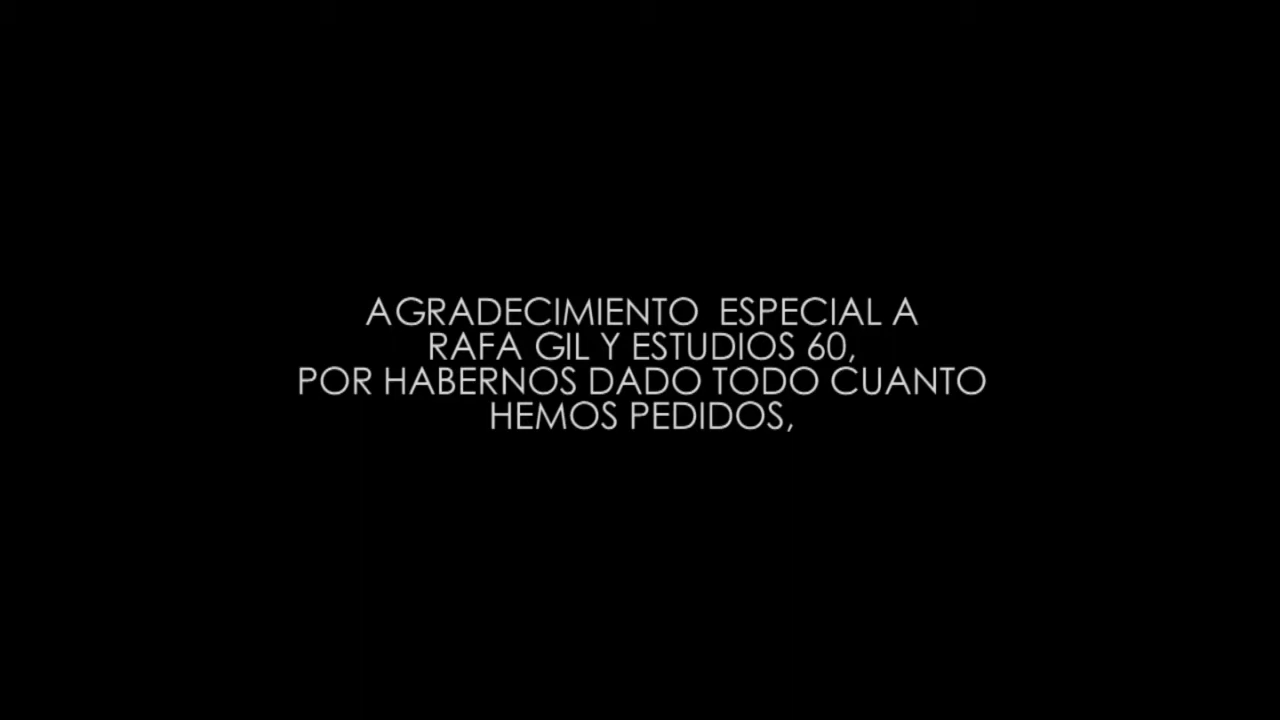 AGRADECIMIENTO  ESPECIAL A
RAFA GIL Y ESTUDIOS 60,
POR HABERNOS DADO TODO CUANTO
HEMOS PEDIDOS,